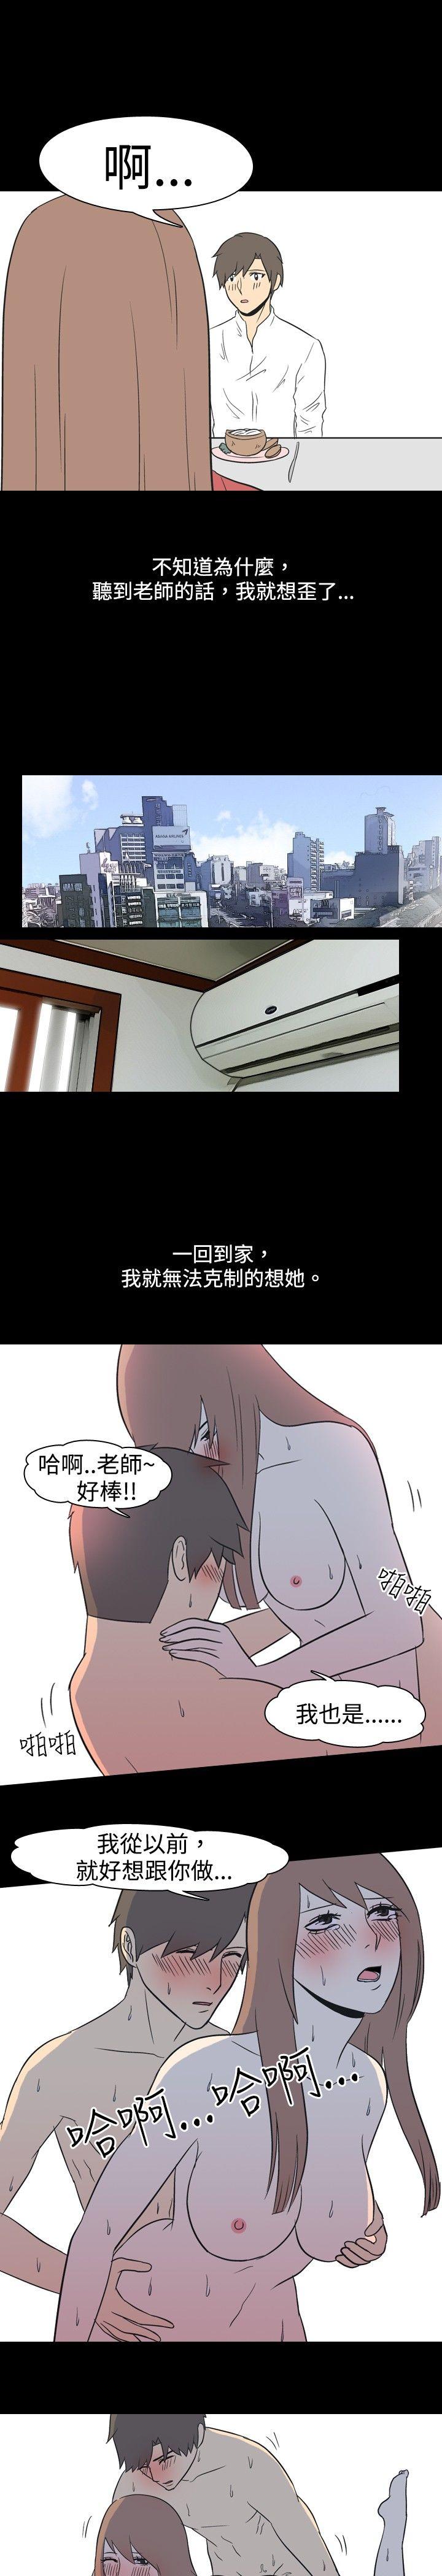 啊...
不知道為什麼，
聽到老師的話，我就想歪了...
一回到家，
我就無法克制的想她。
哈啊..老師~
好棒!!
啪啪
我也是......
啪啪
我從以前，
就好想跟你做...
哈啊...哈啊...